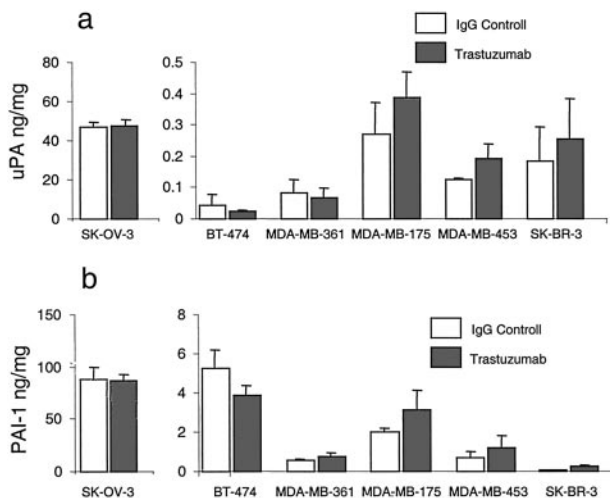 a
IgG Controll
Trastuzumab
uPA ng/mg
80
60
40
20
0
0.5
0.4
0.3
0.2
0.1
0
SK-OV-3
BT-474
MDA-MB-361
MDA-MB-175
MDA-MB-453
SK-BR-3
b
IgG Controll
Trastuzumab
PAI-1 ng/mg
150
100
50
0
6
4
2
0
SK-OV-3
BT-474
MDA-MB-361
MDA-MB-175
MDA-MB-453
SK-BR-3